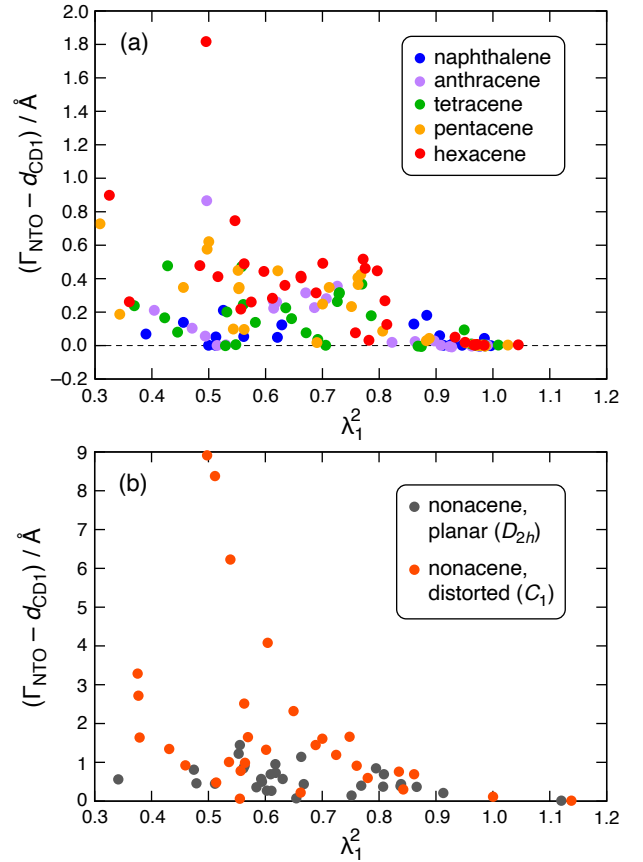 (a)
naphthalene
anthracene
tetracene
pentacene
hexacene
(Γ_NTO − d_CD1) / Å
2.0
1.8
1.6
1.4
1.2
1.0
0.8
0.6
0.4
0.2
0.0
−0.2
0.3 0.4 0.5 0.6 0.7 0.8 0.9 1.0 1.1 1.2
λ₁²
(b)
nonacene,
planar (D₂ₕ)
nonacene,
distorted (C₁)
(Γ_NTO − d_CD1) / Å
9
8
7
6
5
4
3
2
1
0
0.3 0.4 0.5 0.6 0.7 0.8 0.9 1.0 1.1 1.2
λ₁²